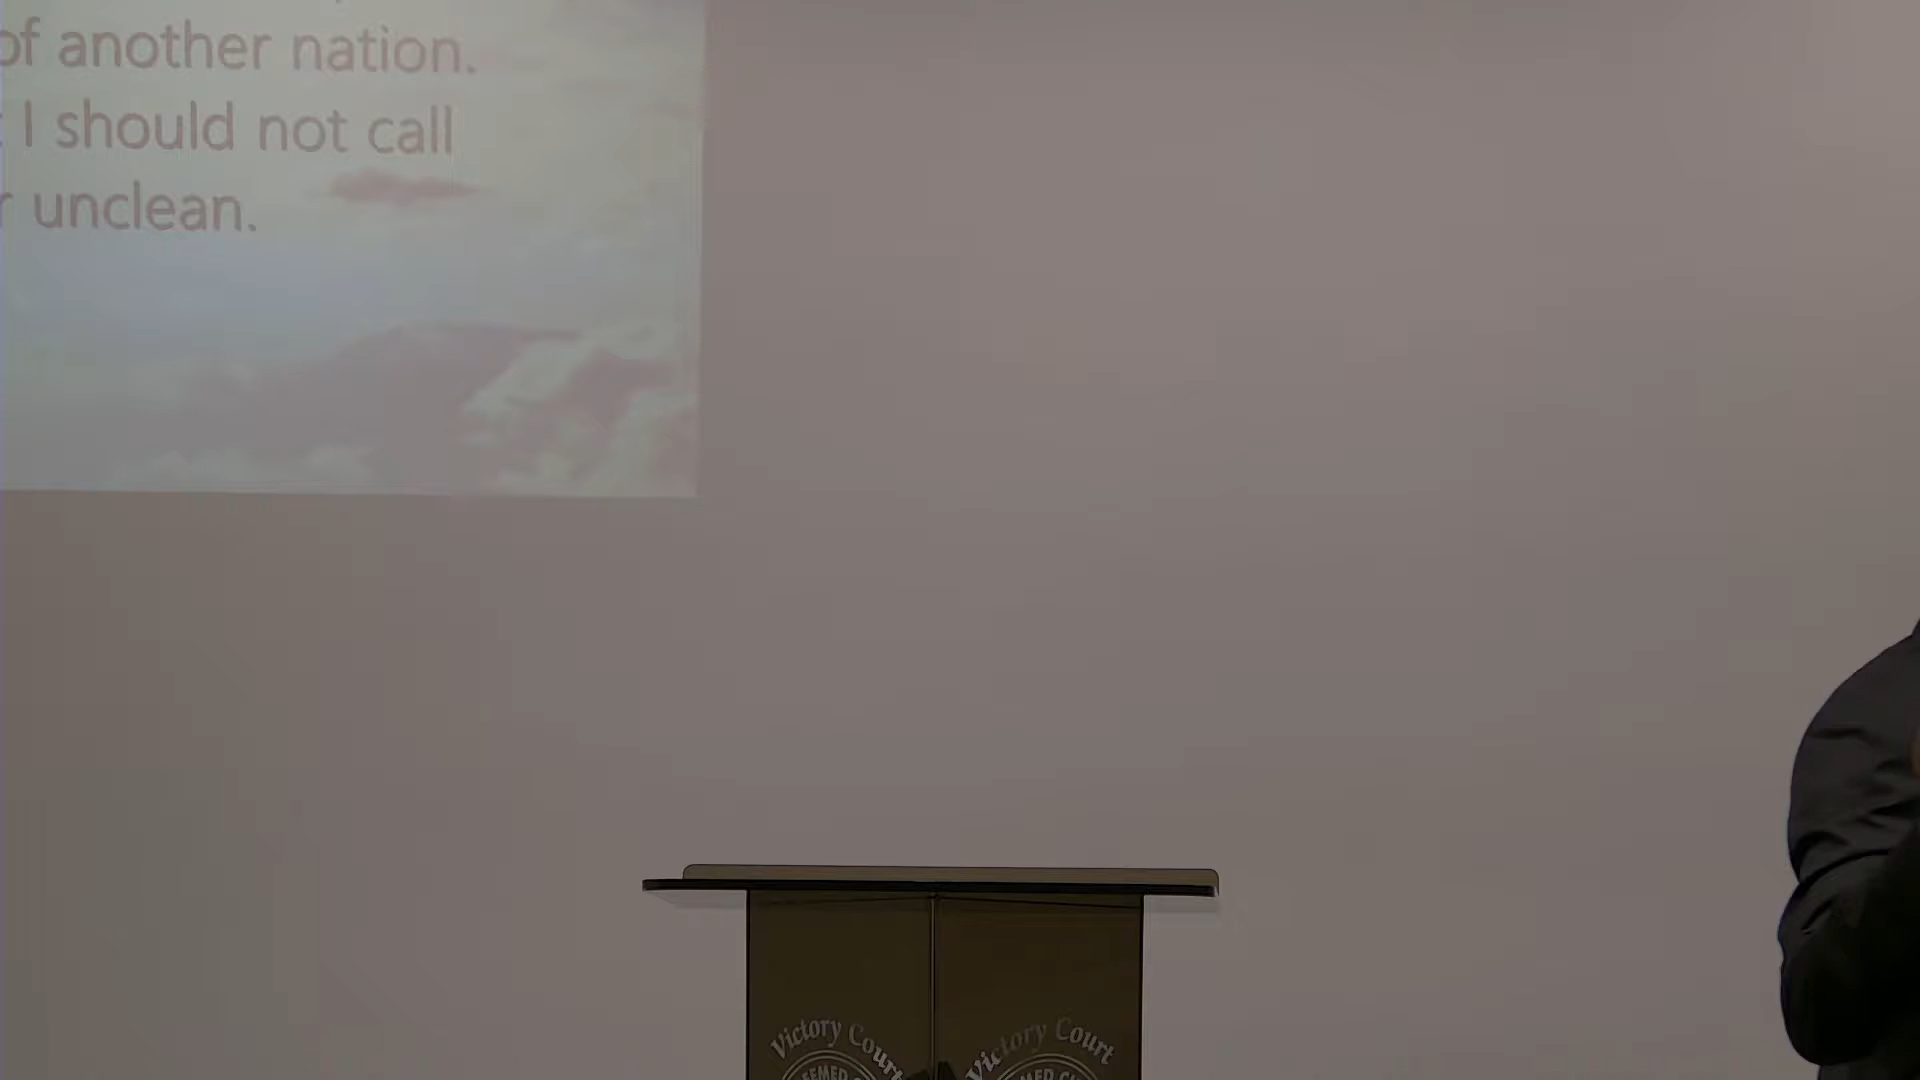 of another nation.
I should not call
unclean.
Victory Court
Victory Court